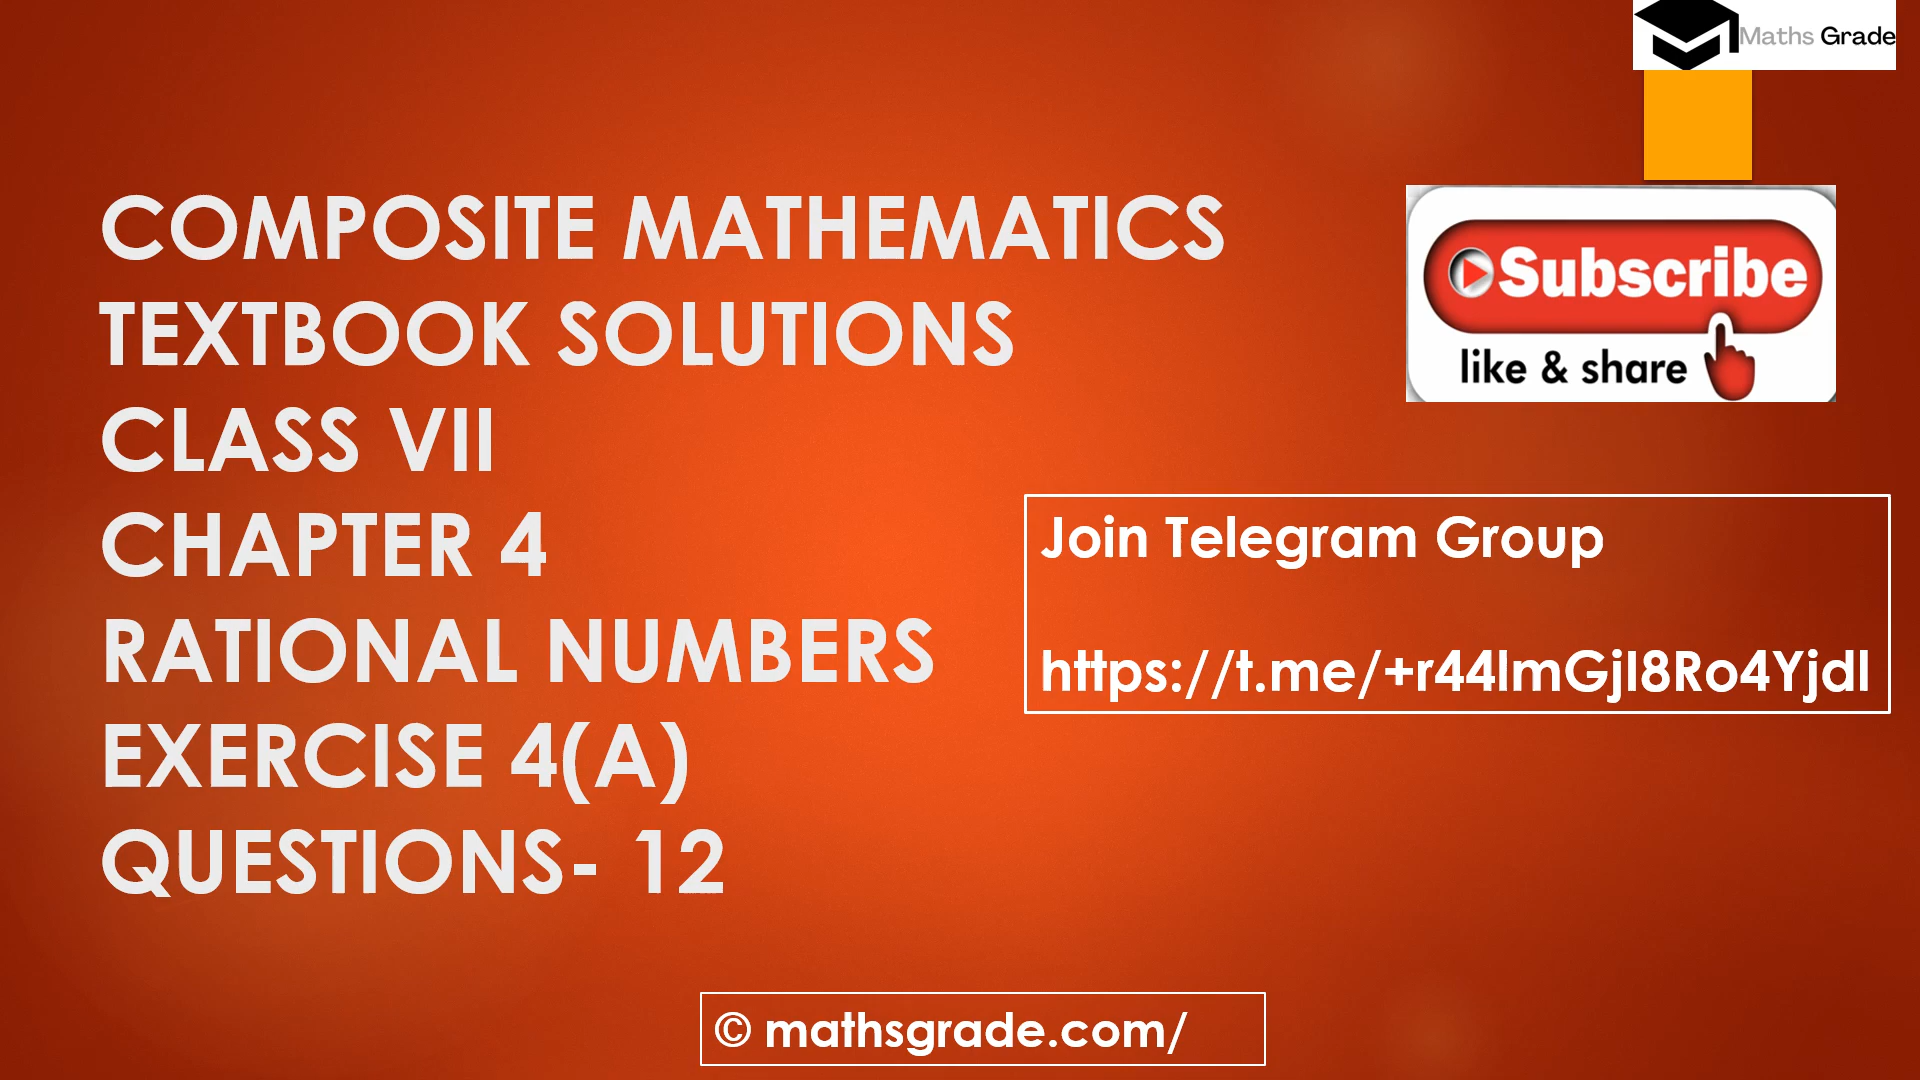 Maths Grade
COMPOSITE MATHEMATICS
TEXTBOOK SOLUTIONS
CLASS VII
CHAPTER 4
RATIONAL NUMBERS
EXERCISE 4(A)
QUESTIONS- 12
Subscribe
like & share
Join Telegram Group
https://t.me/+r44lmGjI8Ro4Yjdl
© mathsgrade.com/